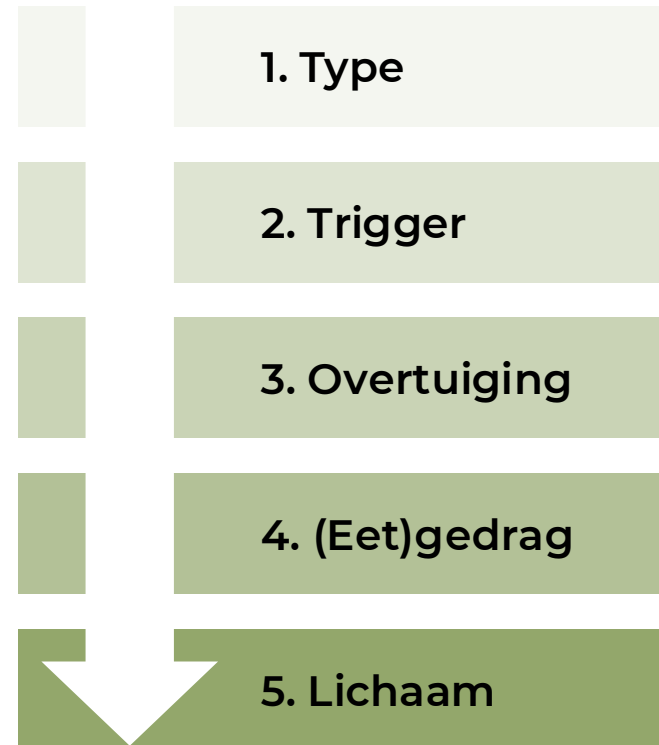 1. Type
2. Trigger
3. Overtuiging
4. (Eet)gedrag
5. Lichaam